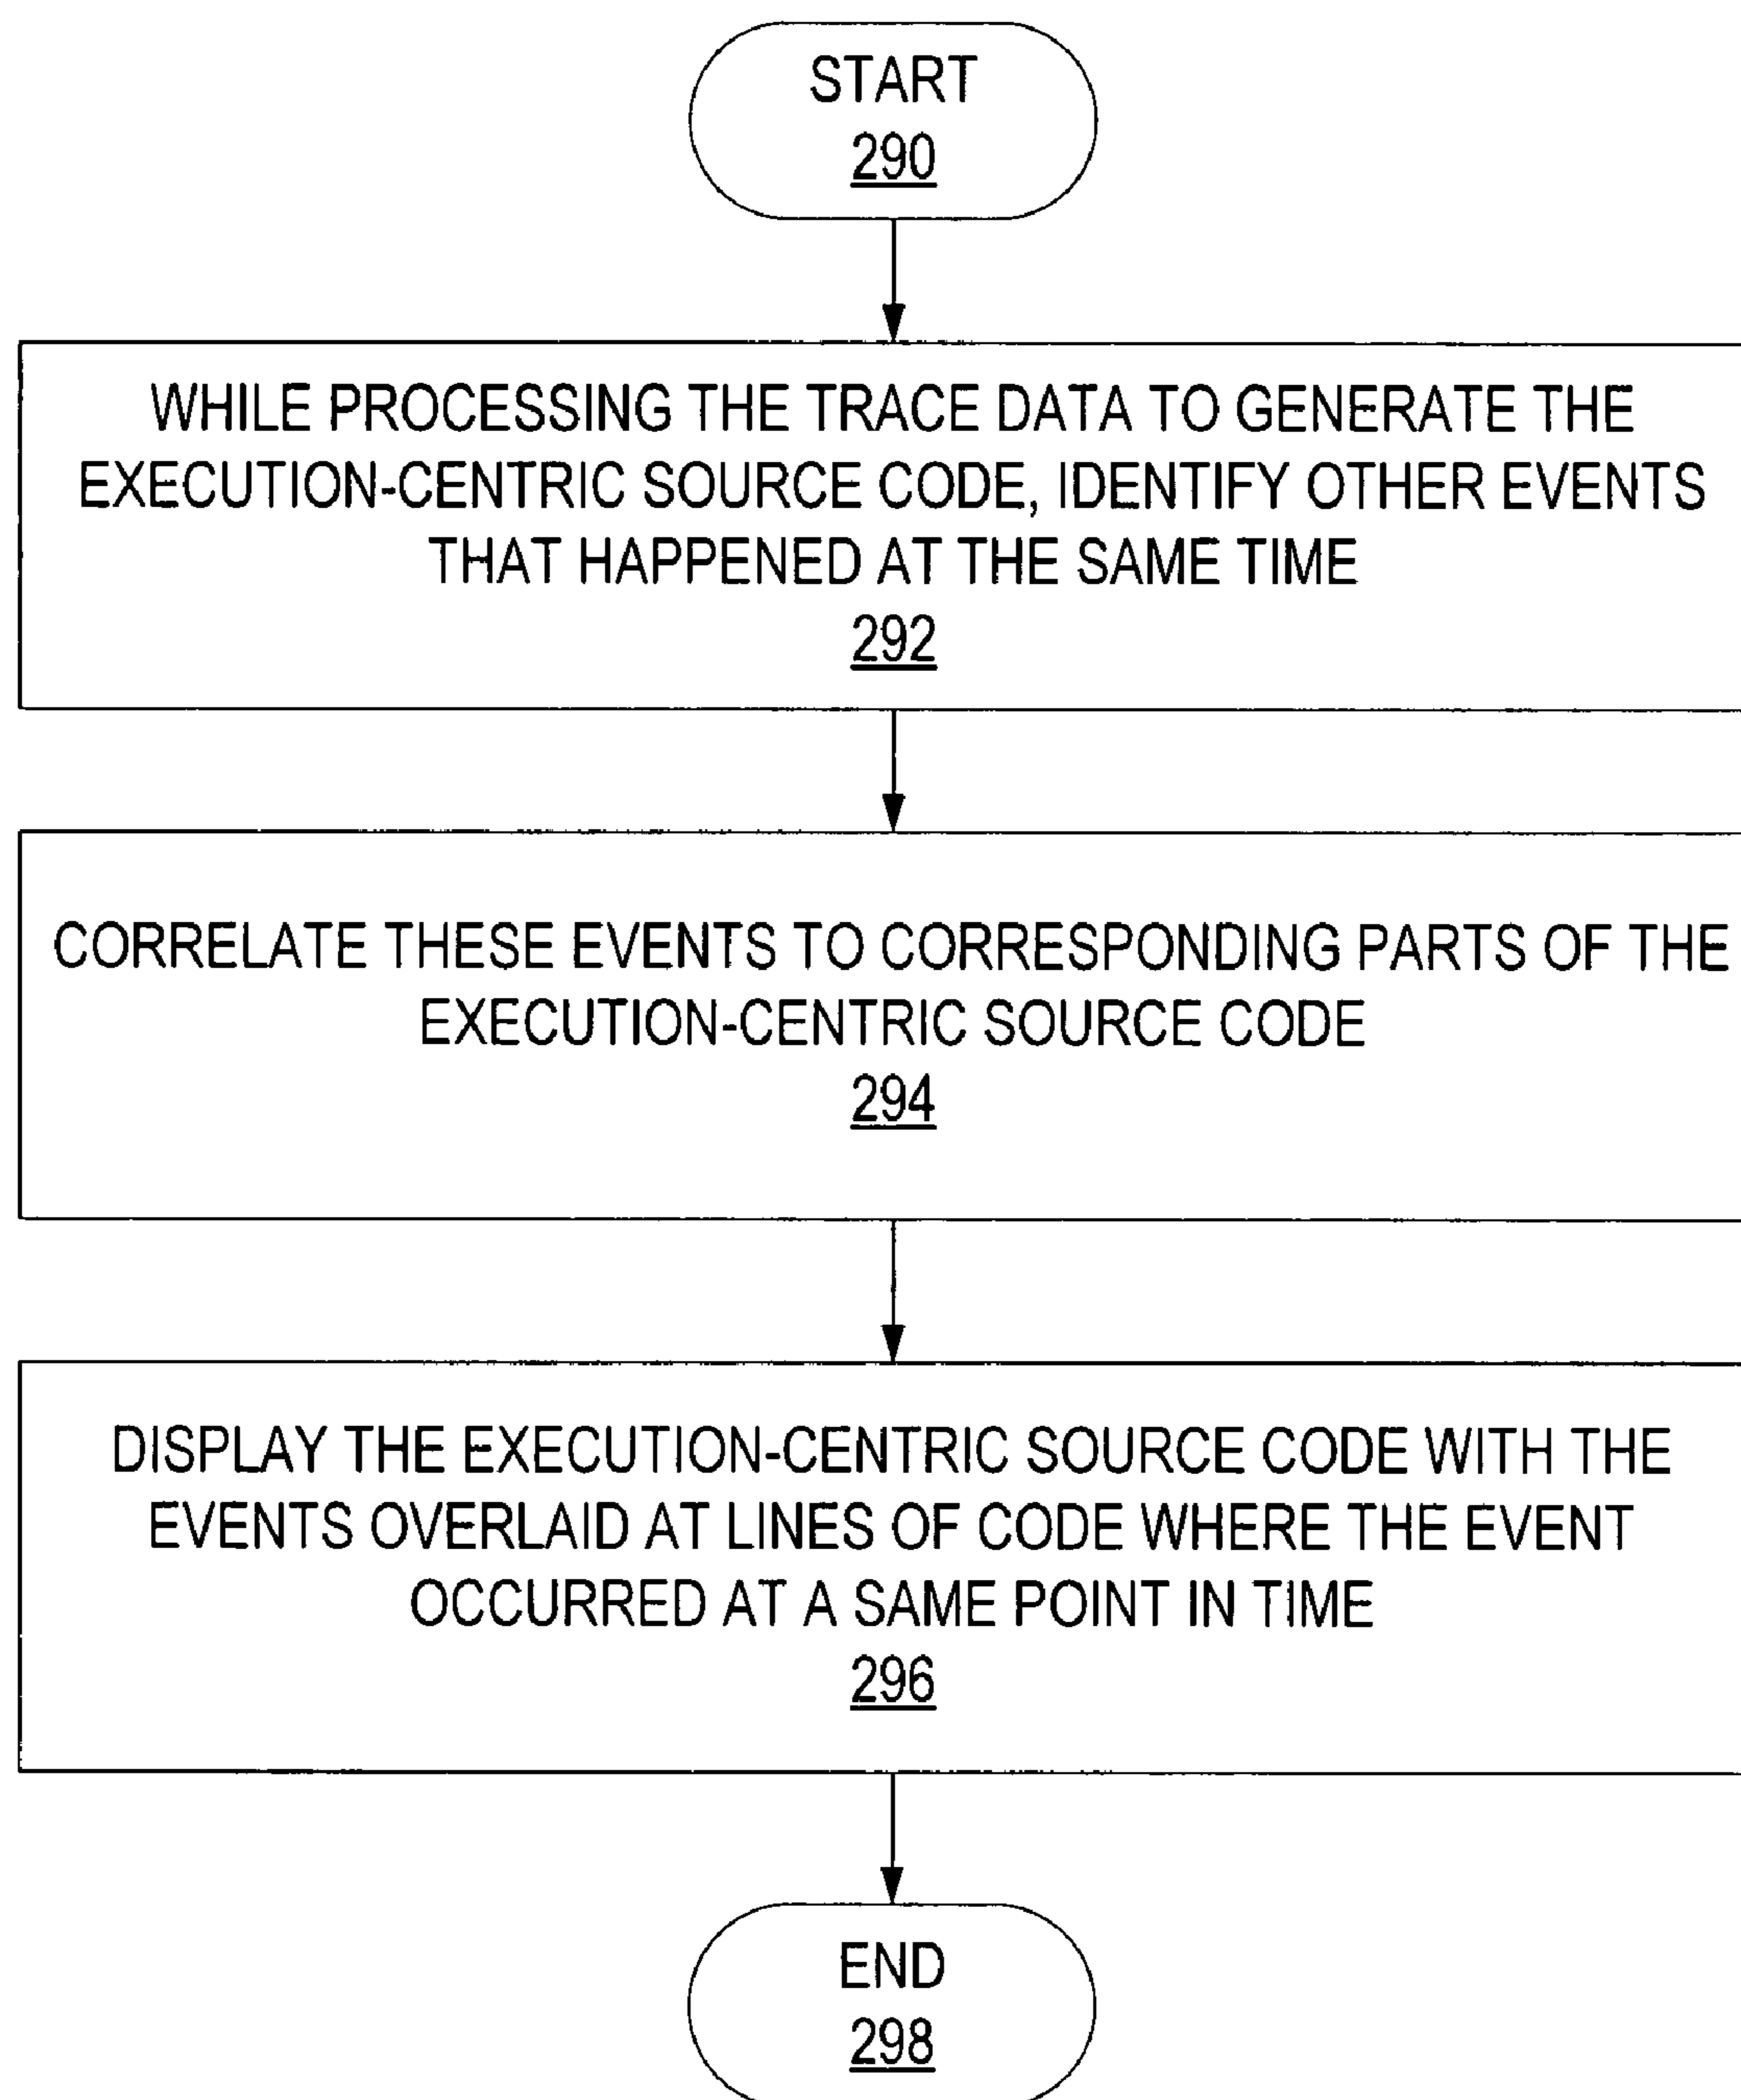 START
290
WHILE PROCESSING THE TRACE DATA TO GENERATE THE
EXECUTION-CENTRIC SOURCE CODE, IDENTIFY OTHER EVENTS
THAT HAPPENED AT THE SAME TIME
292
CORRELATE THESE EVENTS TO CORRESPONDING PARTS OF THE
EXECUTION-CENTRIC SOURCE CODE
294
DISPLAY THE EXECUTION-CENTRIC SOURCE CODE WITH THE
EVENTS OVERLAID AT LINES OF CODE WHERE THE EVENT
OCCURRED AT A SAME POINT IN TIME
296
END
298